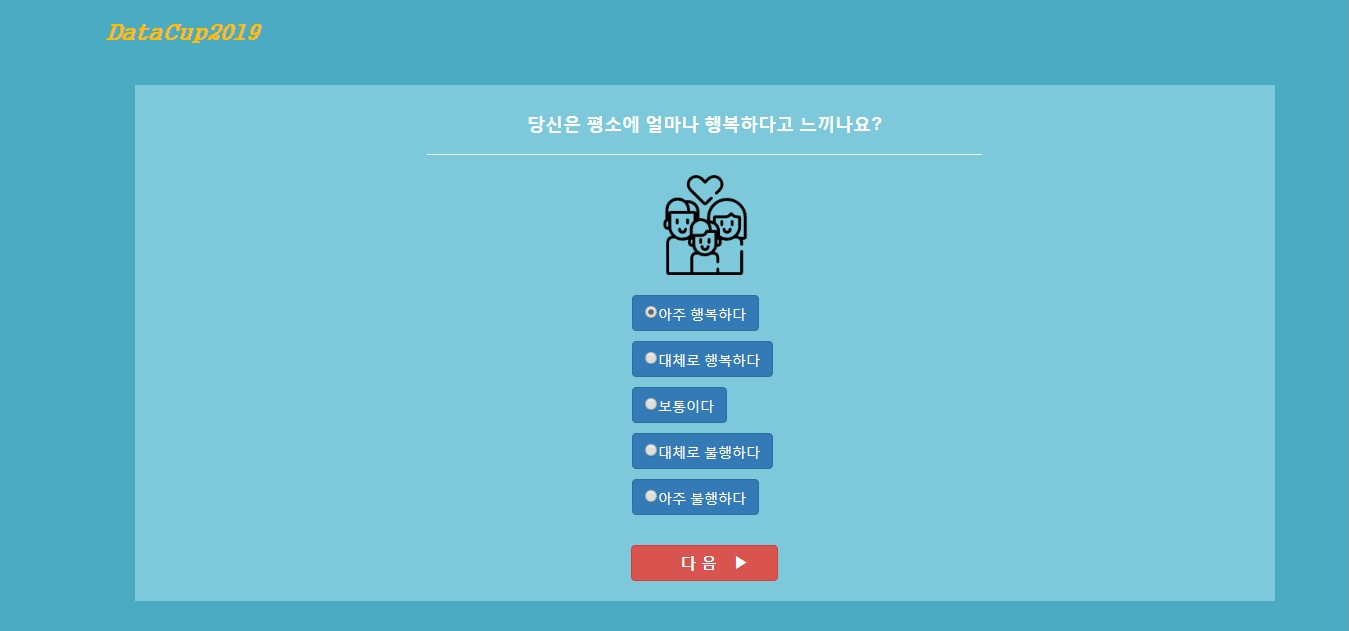 DataCup2019
당신은 평소에 얼마나 행복하다고 느끼나요?
아주 행복하다
대체로 행복하다
보통이다
대체로 불행하다
아주 불행하다
다 음 ▶